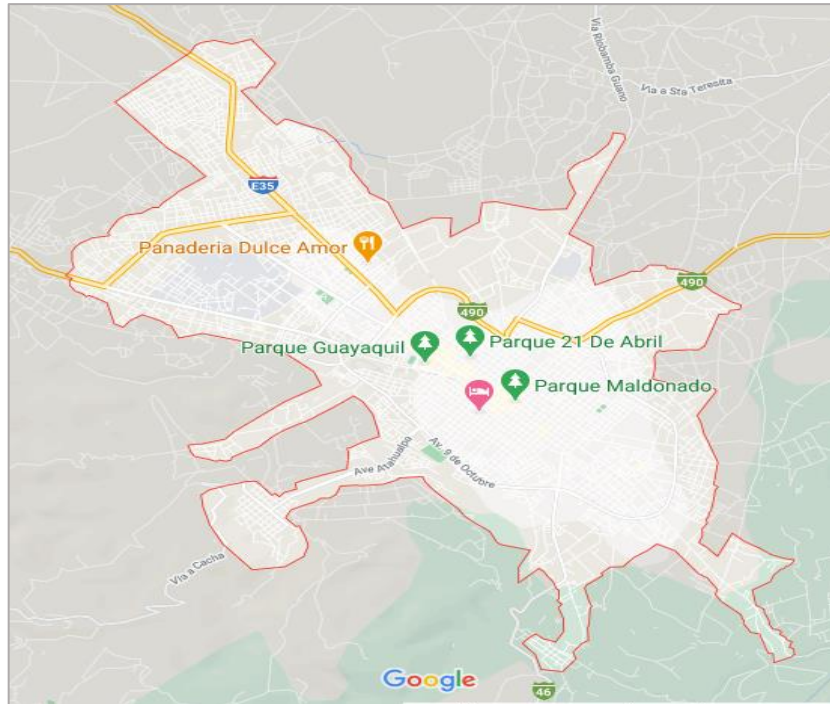 Via Riobamba Guano
Via a Sta Teresita
E35
Panaderia Dulce Amor
490
490
Parque Guayaquil
Parque 21 De Abril
Parque Maldonado
Ave Atahualpa
Av. 9 de Octubre
Via a Cacha
Google
46